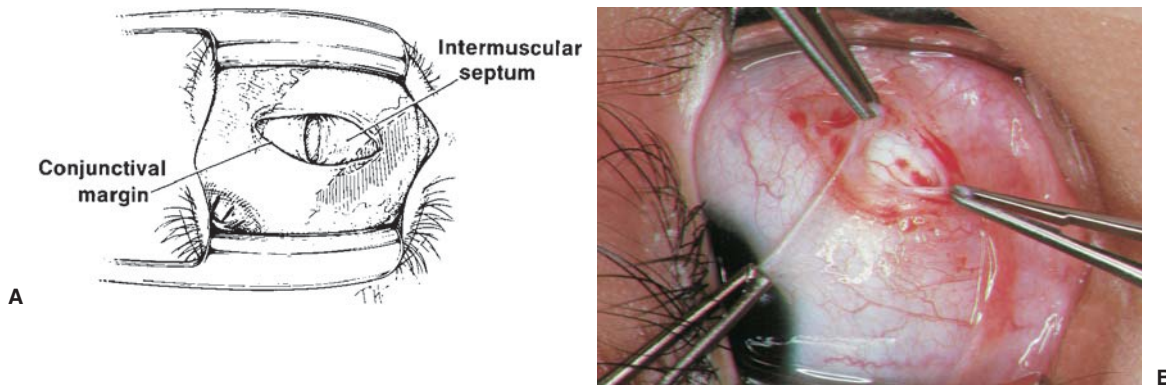 Intermuscular
septum
Conjunctival
margin
TH-
A
B